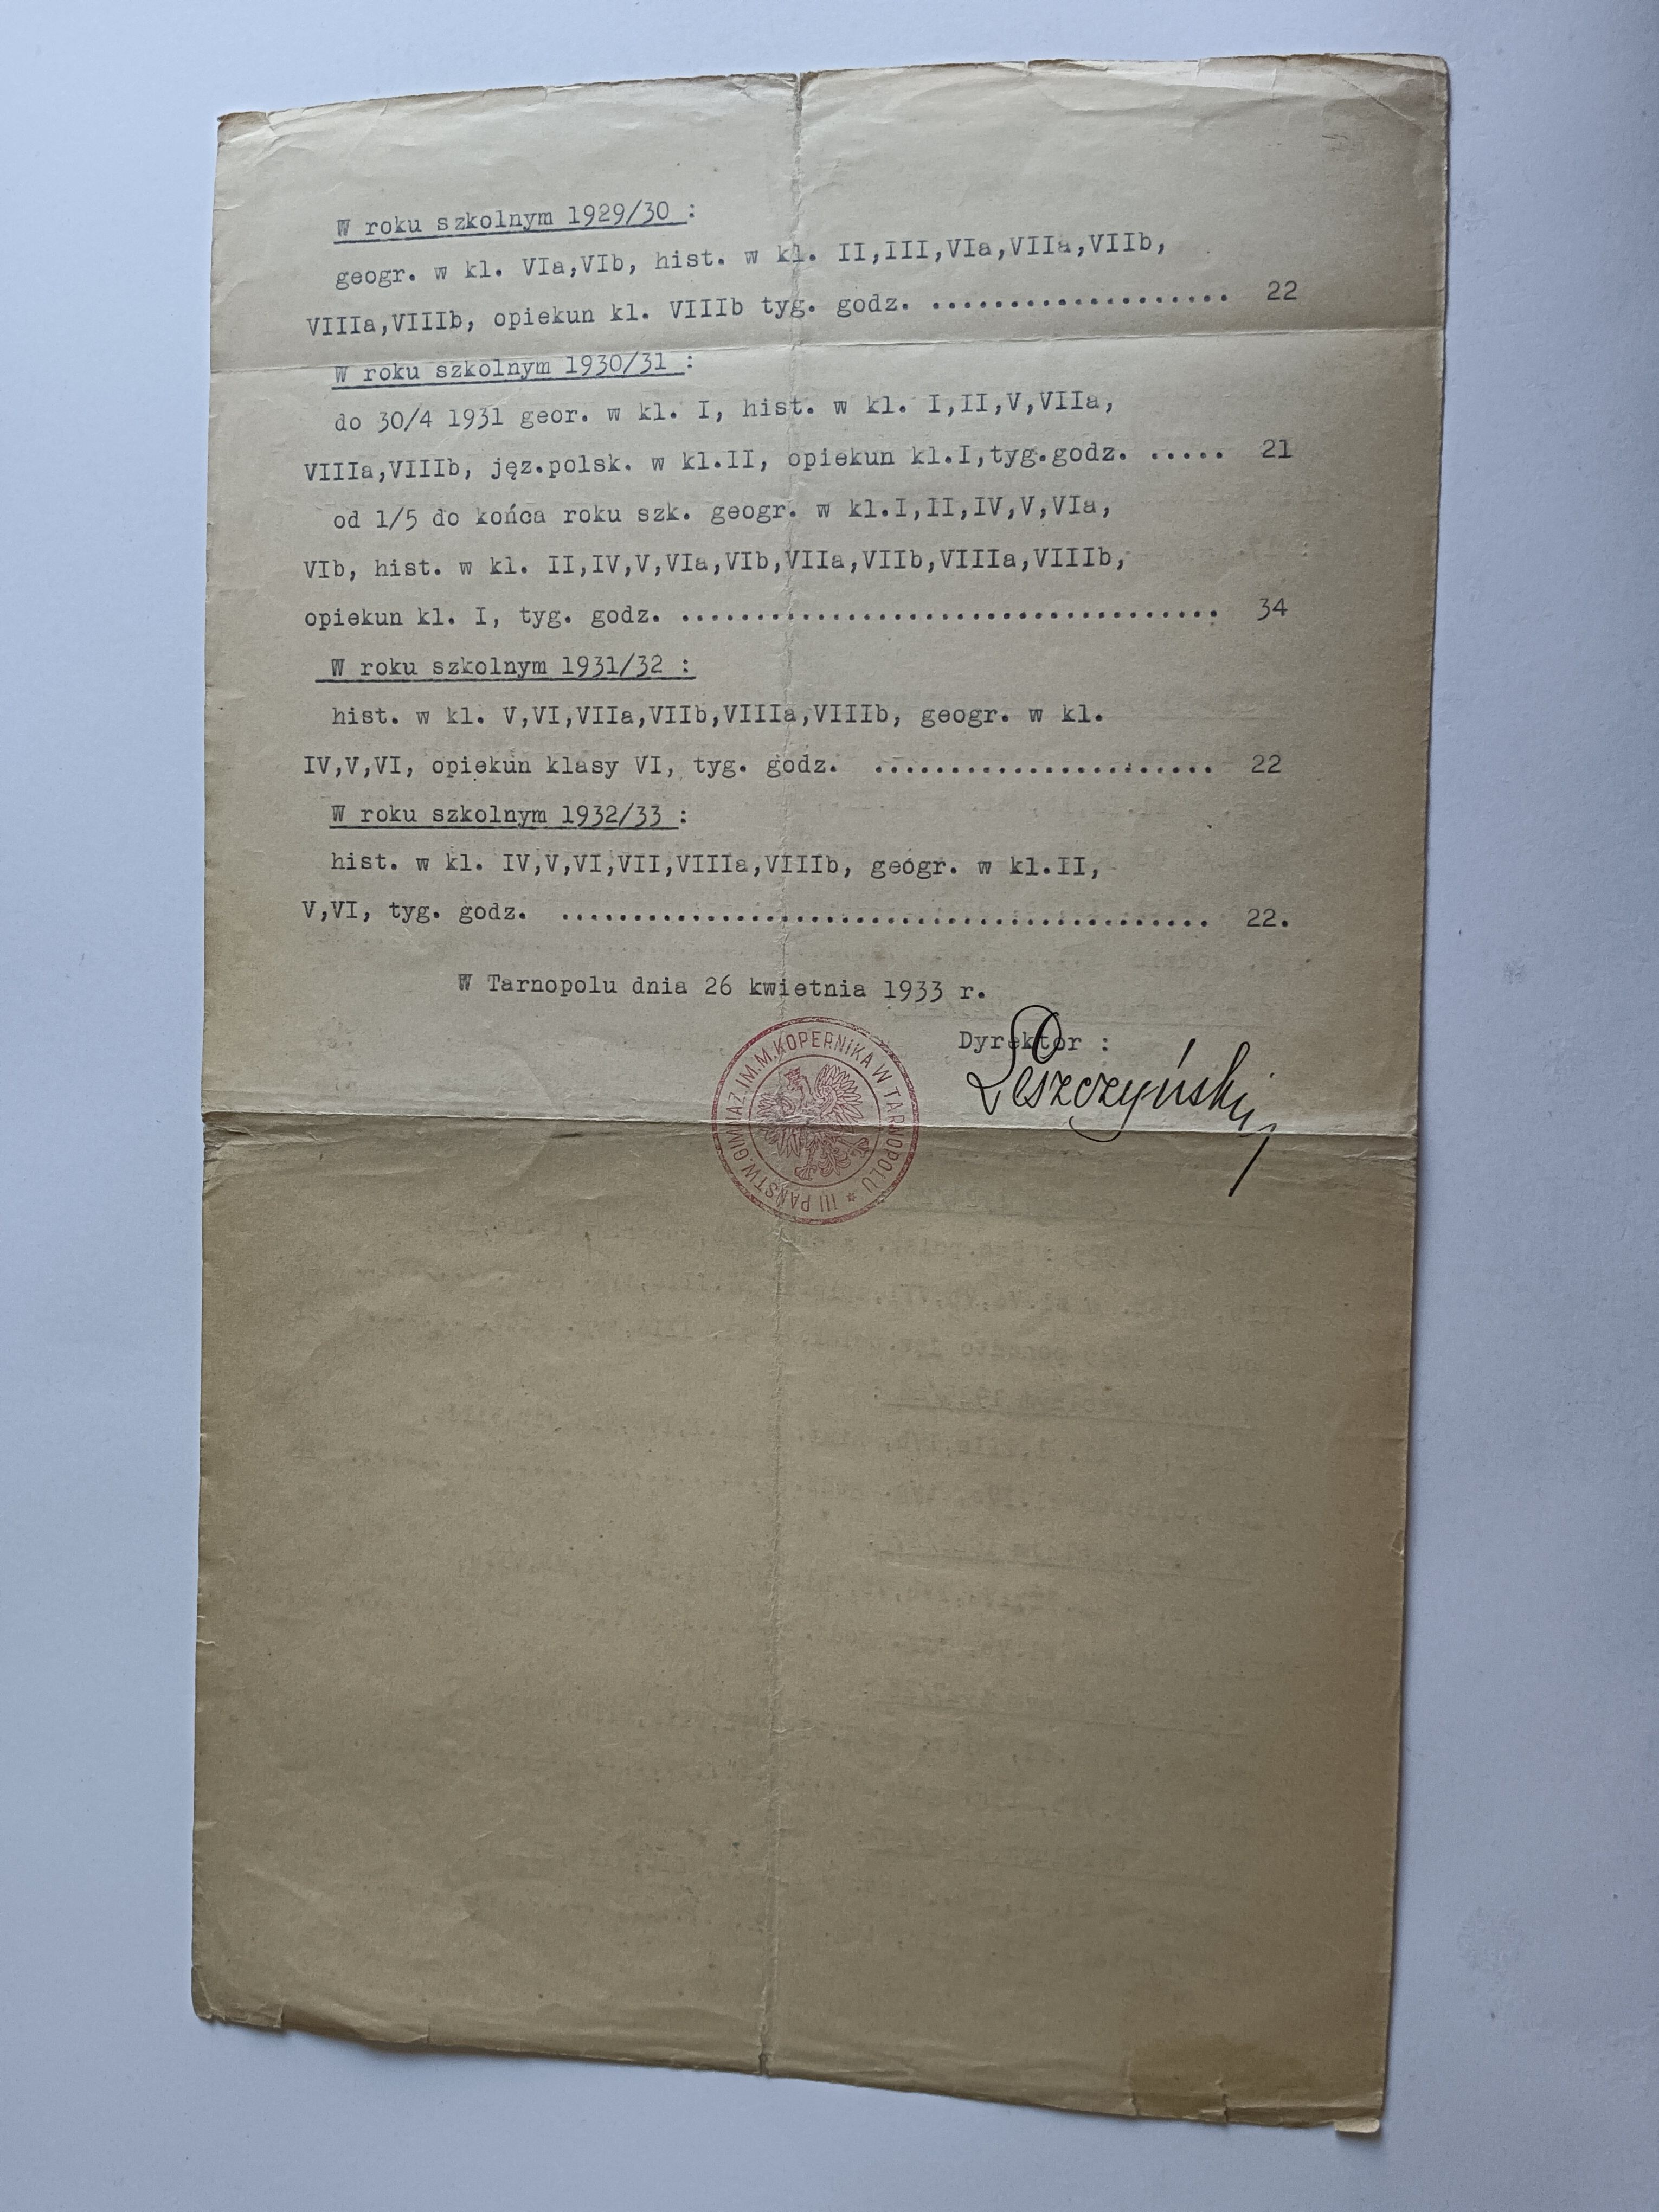 W roku szkolnym 1929/30 :
geogr. w kl. VIa,VIb, hist. w kl. II,III,VIa,VIIa,VIIb,
VIIIa,VIIIb, opiekun kl. VIIIb tyg. godz. .................... 22
W roku szkolnym 1930/31 :
do 30/4 1931 geor. w kl. I, hist. w kl. I,II,V,VIIa,
VIIIa,VIIIb, jęz.polsk. w kl.II, opiekun kl.I,tyg.godz. ..... 21
od 1/5 do końca roku szk. geogr. w kl.I,II,IV,V,VIa,
VIb, hist. w kl. II,IV,V,VIa,VIb,VIIa,VIIb,VIIIa,VIIIb,
opiekun kl. I, tyg. godz. .................................... 34
W roku szkolnym 1931/32 :
hist. w kl. V,VI,VIIa,VIIb,VIIIa,VIIIb, geogr. w kl.
IV,V,VI, opiekun klasy VI, tyg. godz. ....................... 22
W roku szkolnym 1932/33 :
hist. w kl. IV,V,VI,VII,VIIIa,VIIIb, geogr. w kl.II,
V,VI, tyg. godz. ............................................ 22.
W Tarnopolu dnia 26 kwietnia 1933 r.
Dyrektor :
Leszczyński
III PAŃSTW. GIMNAZ. IM. M. KOPERNIKA W TARNOPOLU *